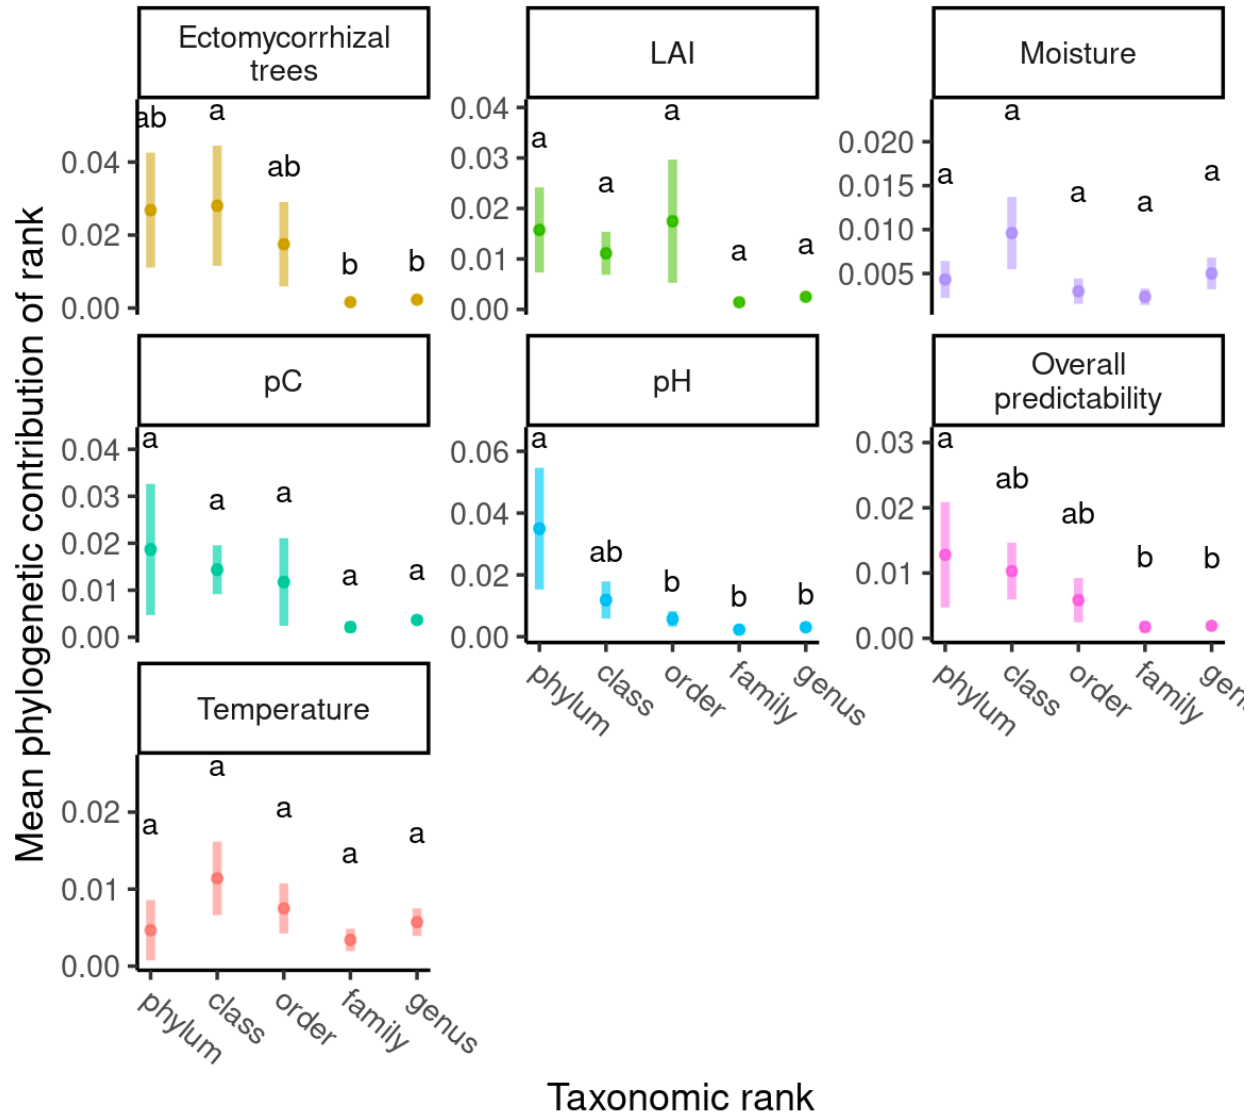 Ectomycorrhizal
trees
LAI
Moisture
ab
a
ab
b
b
0.04
0.02
0.00
a
a
a
a
a
0.04
0.03
0.02
0.01
0.00
a
a
a
a
a
0.020
0.015
0.010
0.005
pC
pH
Overall
predictability
a
a
a
a
a
0.04
0.03
0.02
0.01
0.00
a
ab
b
b
b
0.06
0.04
0.02
0.00
phylum
class
order
family
genus
a
ab
ab
b
b
0.03
0.02
0.01
0.00
phylum
class
order
family
gen
Temperature
a
a
a
a
a
0.02
0.01
0.00
phylum
class
order
family
genus
Mean phylogenetic contribution of rank
Taxonomic rank